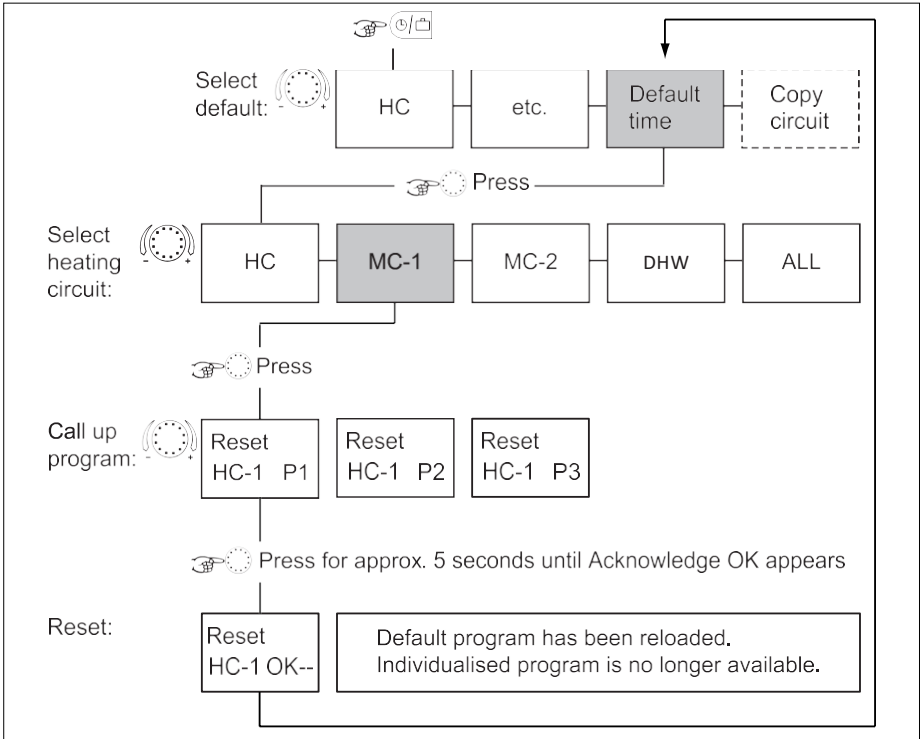 Select
default:
- +
HC
etc.
Default
time
Copy
circuit
Press
Select
heating
circuit:
- +
HC
MC-1
MC-2
DHW
ALL
Press
Call up
program:
- +
Reset
HC-1 P1
Reset
HC-1 P2
Reset
HC-1 P3
Press for approx. 5 seconds until Acknowledge OK appears
Reset:
Reset
HC-1 OK--
Default program has been reloaded.
Individualised program is no longer available.